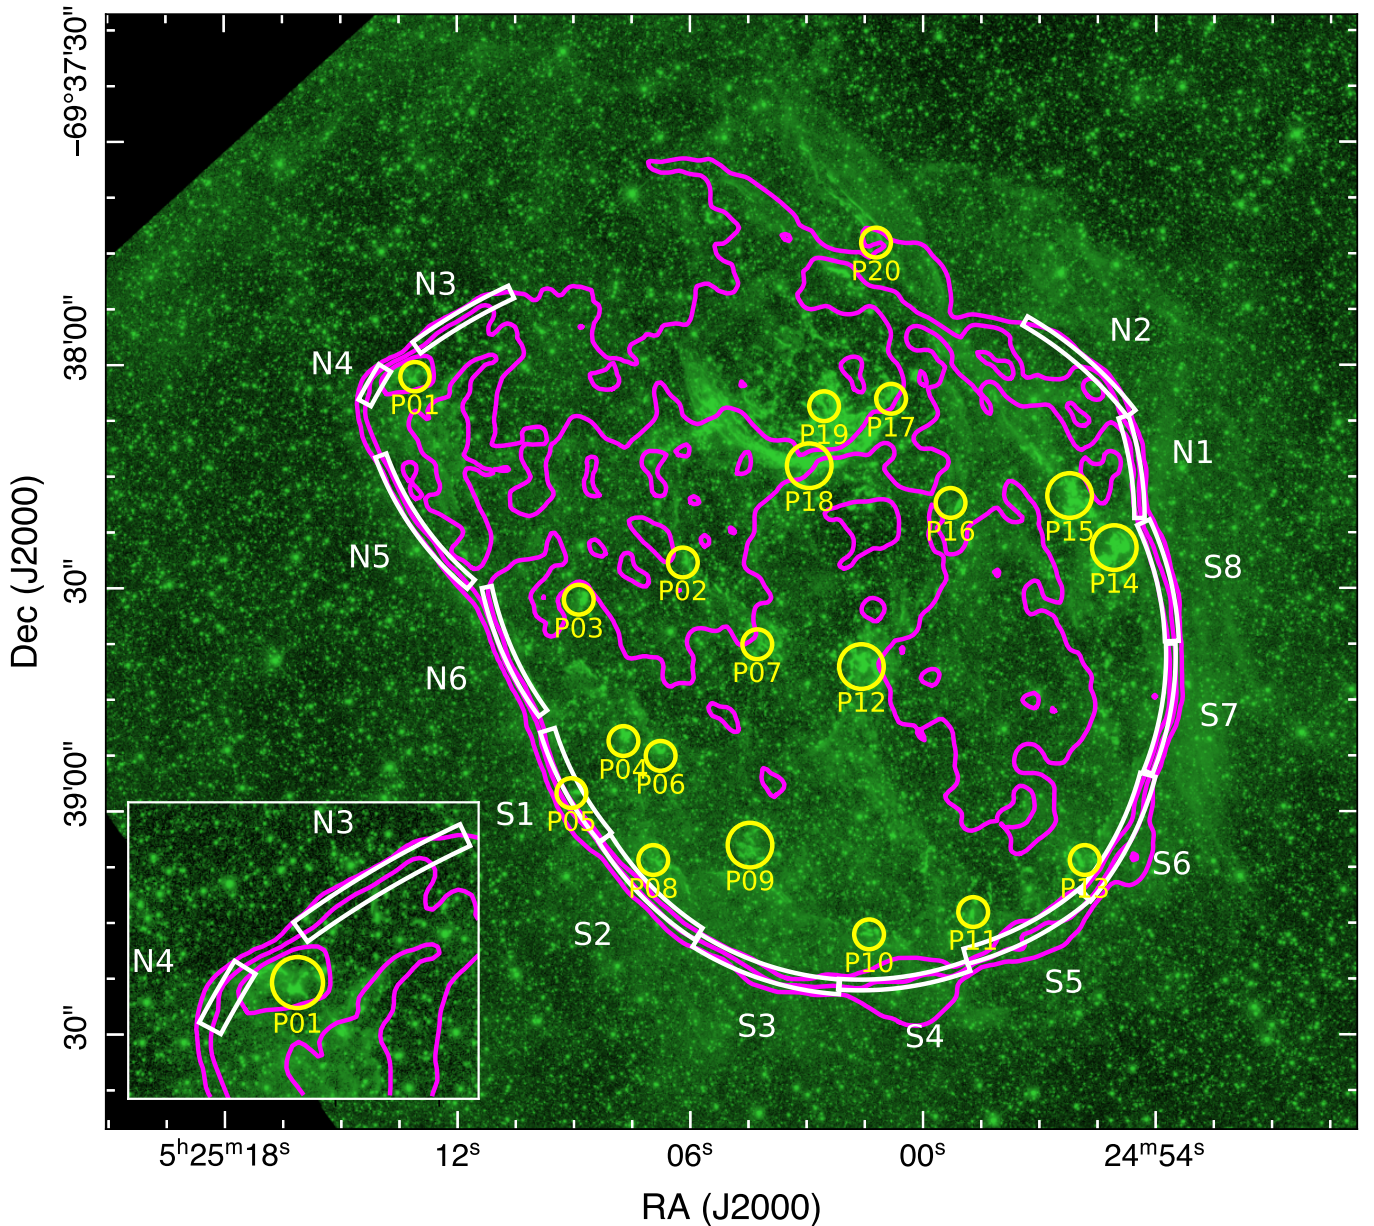 −69°37'30"
38'00"
30"
39'00"
30"
Dec (J2000)
N3
N4
P01
N5
N6
S1
S2
S3
S4
S5
S6
S7
S8
N1
N2
P20
P19
P17
P18
P16
P15
P14
P02
P03
P07
P12
P04
P06
P05
P08
P09
P10
P11
P13
N3
N4
P01
5ʰ25ᵐ18ˢ
12ˢ
06ˢ
00ˢ
24ᵐ54ˢ
RA (J2000)